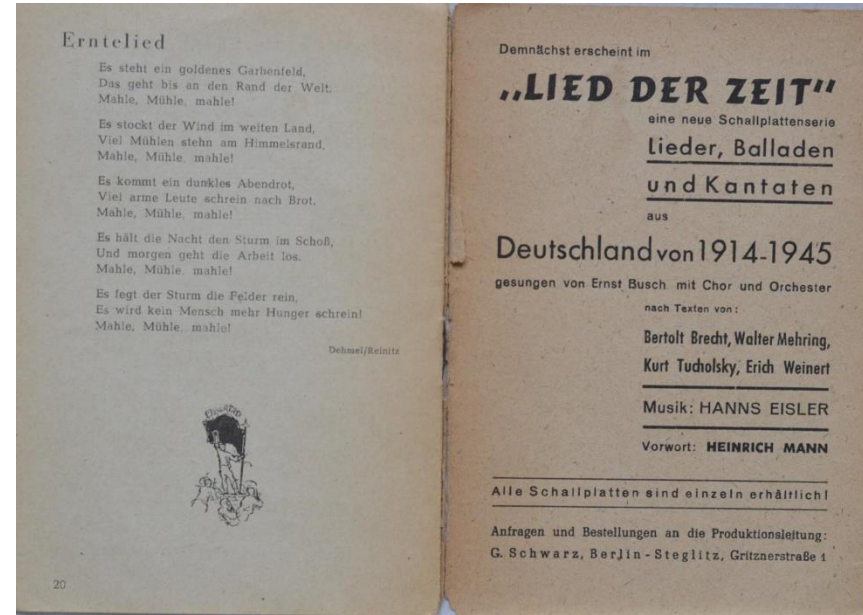 Erntelied
Es steht ein goldenes Garbenfeld,
Das geht bis an den Rand der Welt.
Mahle, Mühle, mahle!
Es stockt der Wind im weiten Land,
Viel Mühlen stehn am Himmelsrand,
Mahle, Mühle, mahle!
Es kommt ein dunkles Abendrot,
Viel arme Leute schrein nach Brot.
Mahle, Mühle, mahle!
Es hält die Nacht den Sturm im Schoß,
Und morgen geht die Arbeit los.
Mahle, Mühle, mahle!
Es fegt der Sturm die Felder rein,
Es wird kein Mensch mehr Hunger schrein!
Mahle, Mühle, mahle!
Dehmel/Reinitz
20
Demnächst erscheint im
„LIED DER ZEIT"
eine neue Schallplattenserie
Lieder, Balladen
und Kantaten
aus
Deutschland von 1914-1945
gesungen von Ernst Busch mit Chor und Orchester
nach Texten von:
Bertolt Brecht, Walter Mehring,
Kurt Tucholsky, Erich Weinert
Musik: HANNS EISLER
Vorwort: HEINRICH MANN
Alle Schallplatten sind einzeln erhältlich!
Anfragen und Bestellungen an die Produktionsleitung:
G. Schwarz, Berlin-Steglitz, Gritznerstraße 1